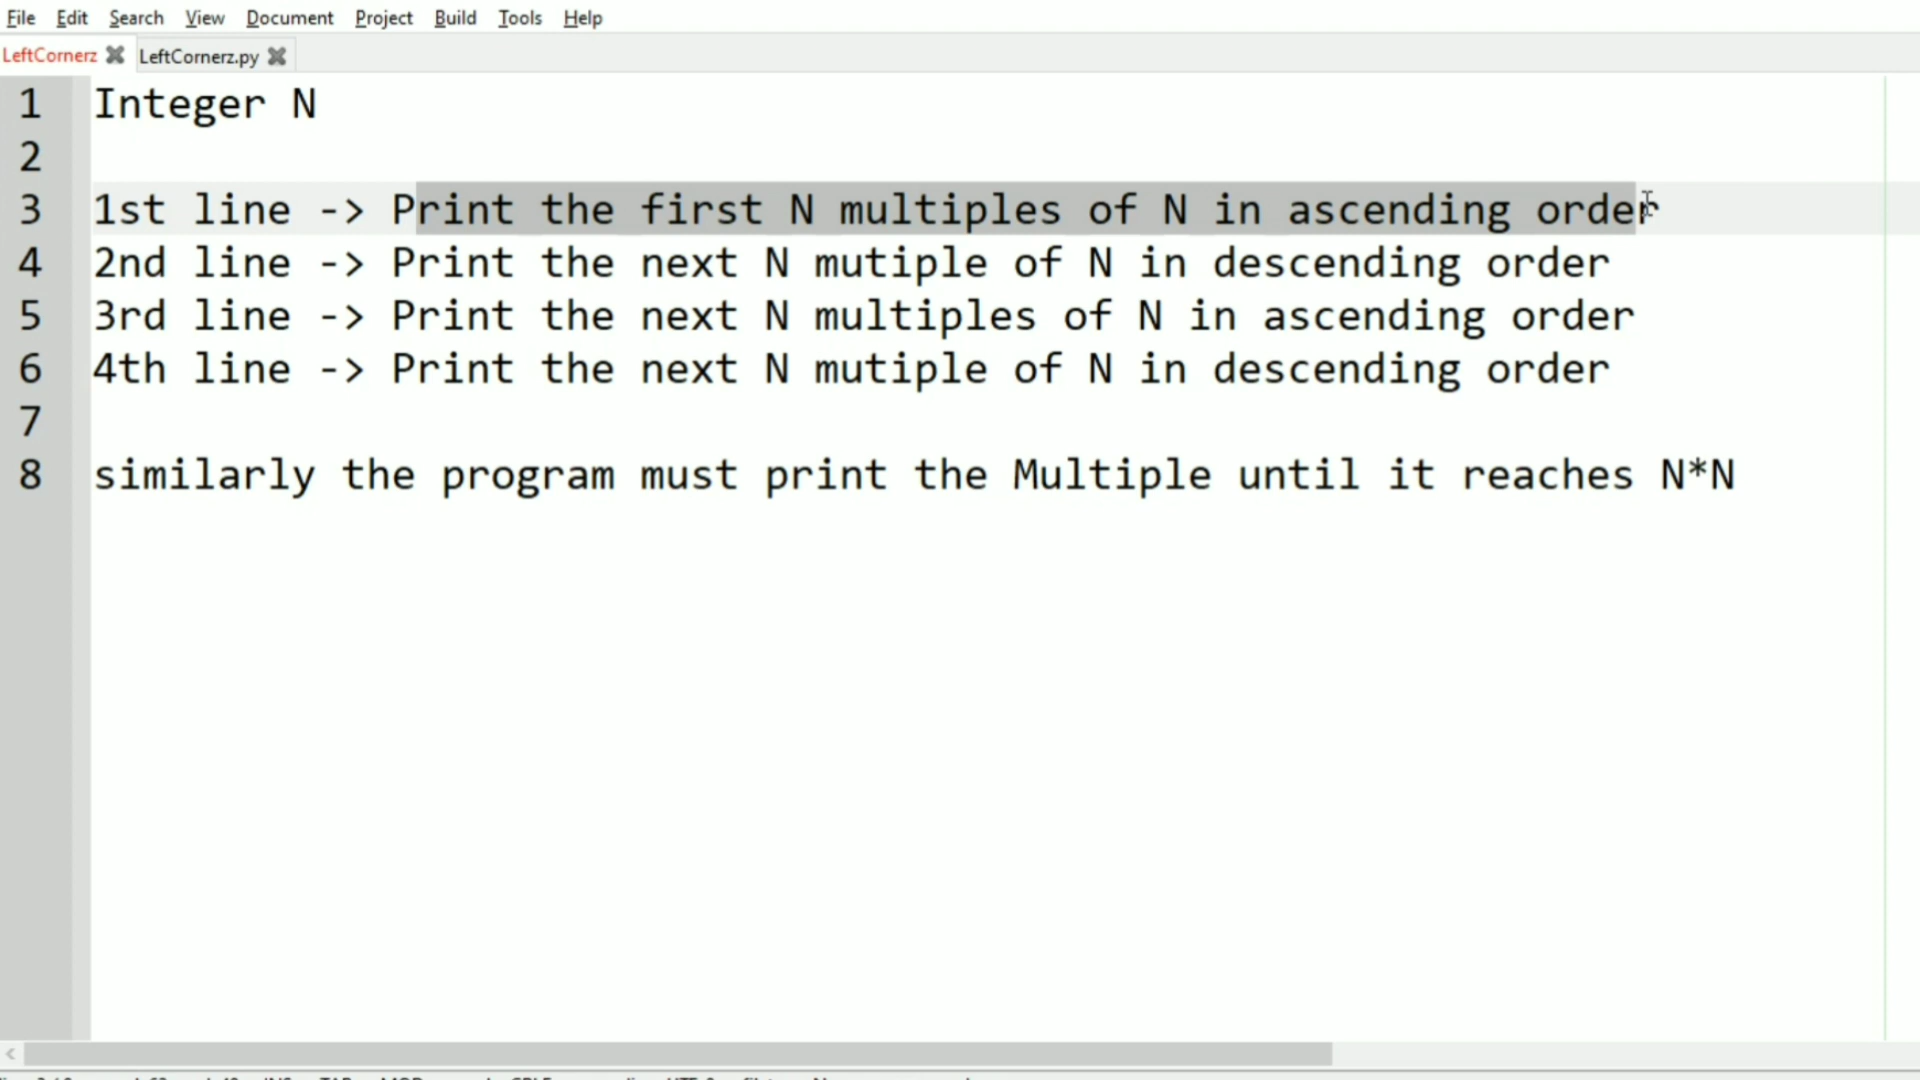 File Edit Search View Document Project Build Tools Help
LeftCornerz LeftCornerz.py
1 Integer N
2
3 1st line -> Print the first N multiples of N in ascending order
4 2nd line -> Print the next N mutiple of N in descending order
5 3rd line -> Print the next N multiples of N in ascending order
6 4th line -> Print the next N mutiple of N in descending order
7
8 similarly the program must print the Multiple until it reaches N*N